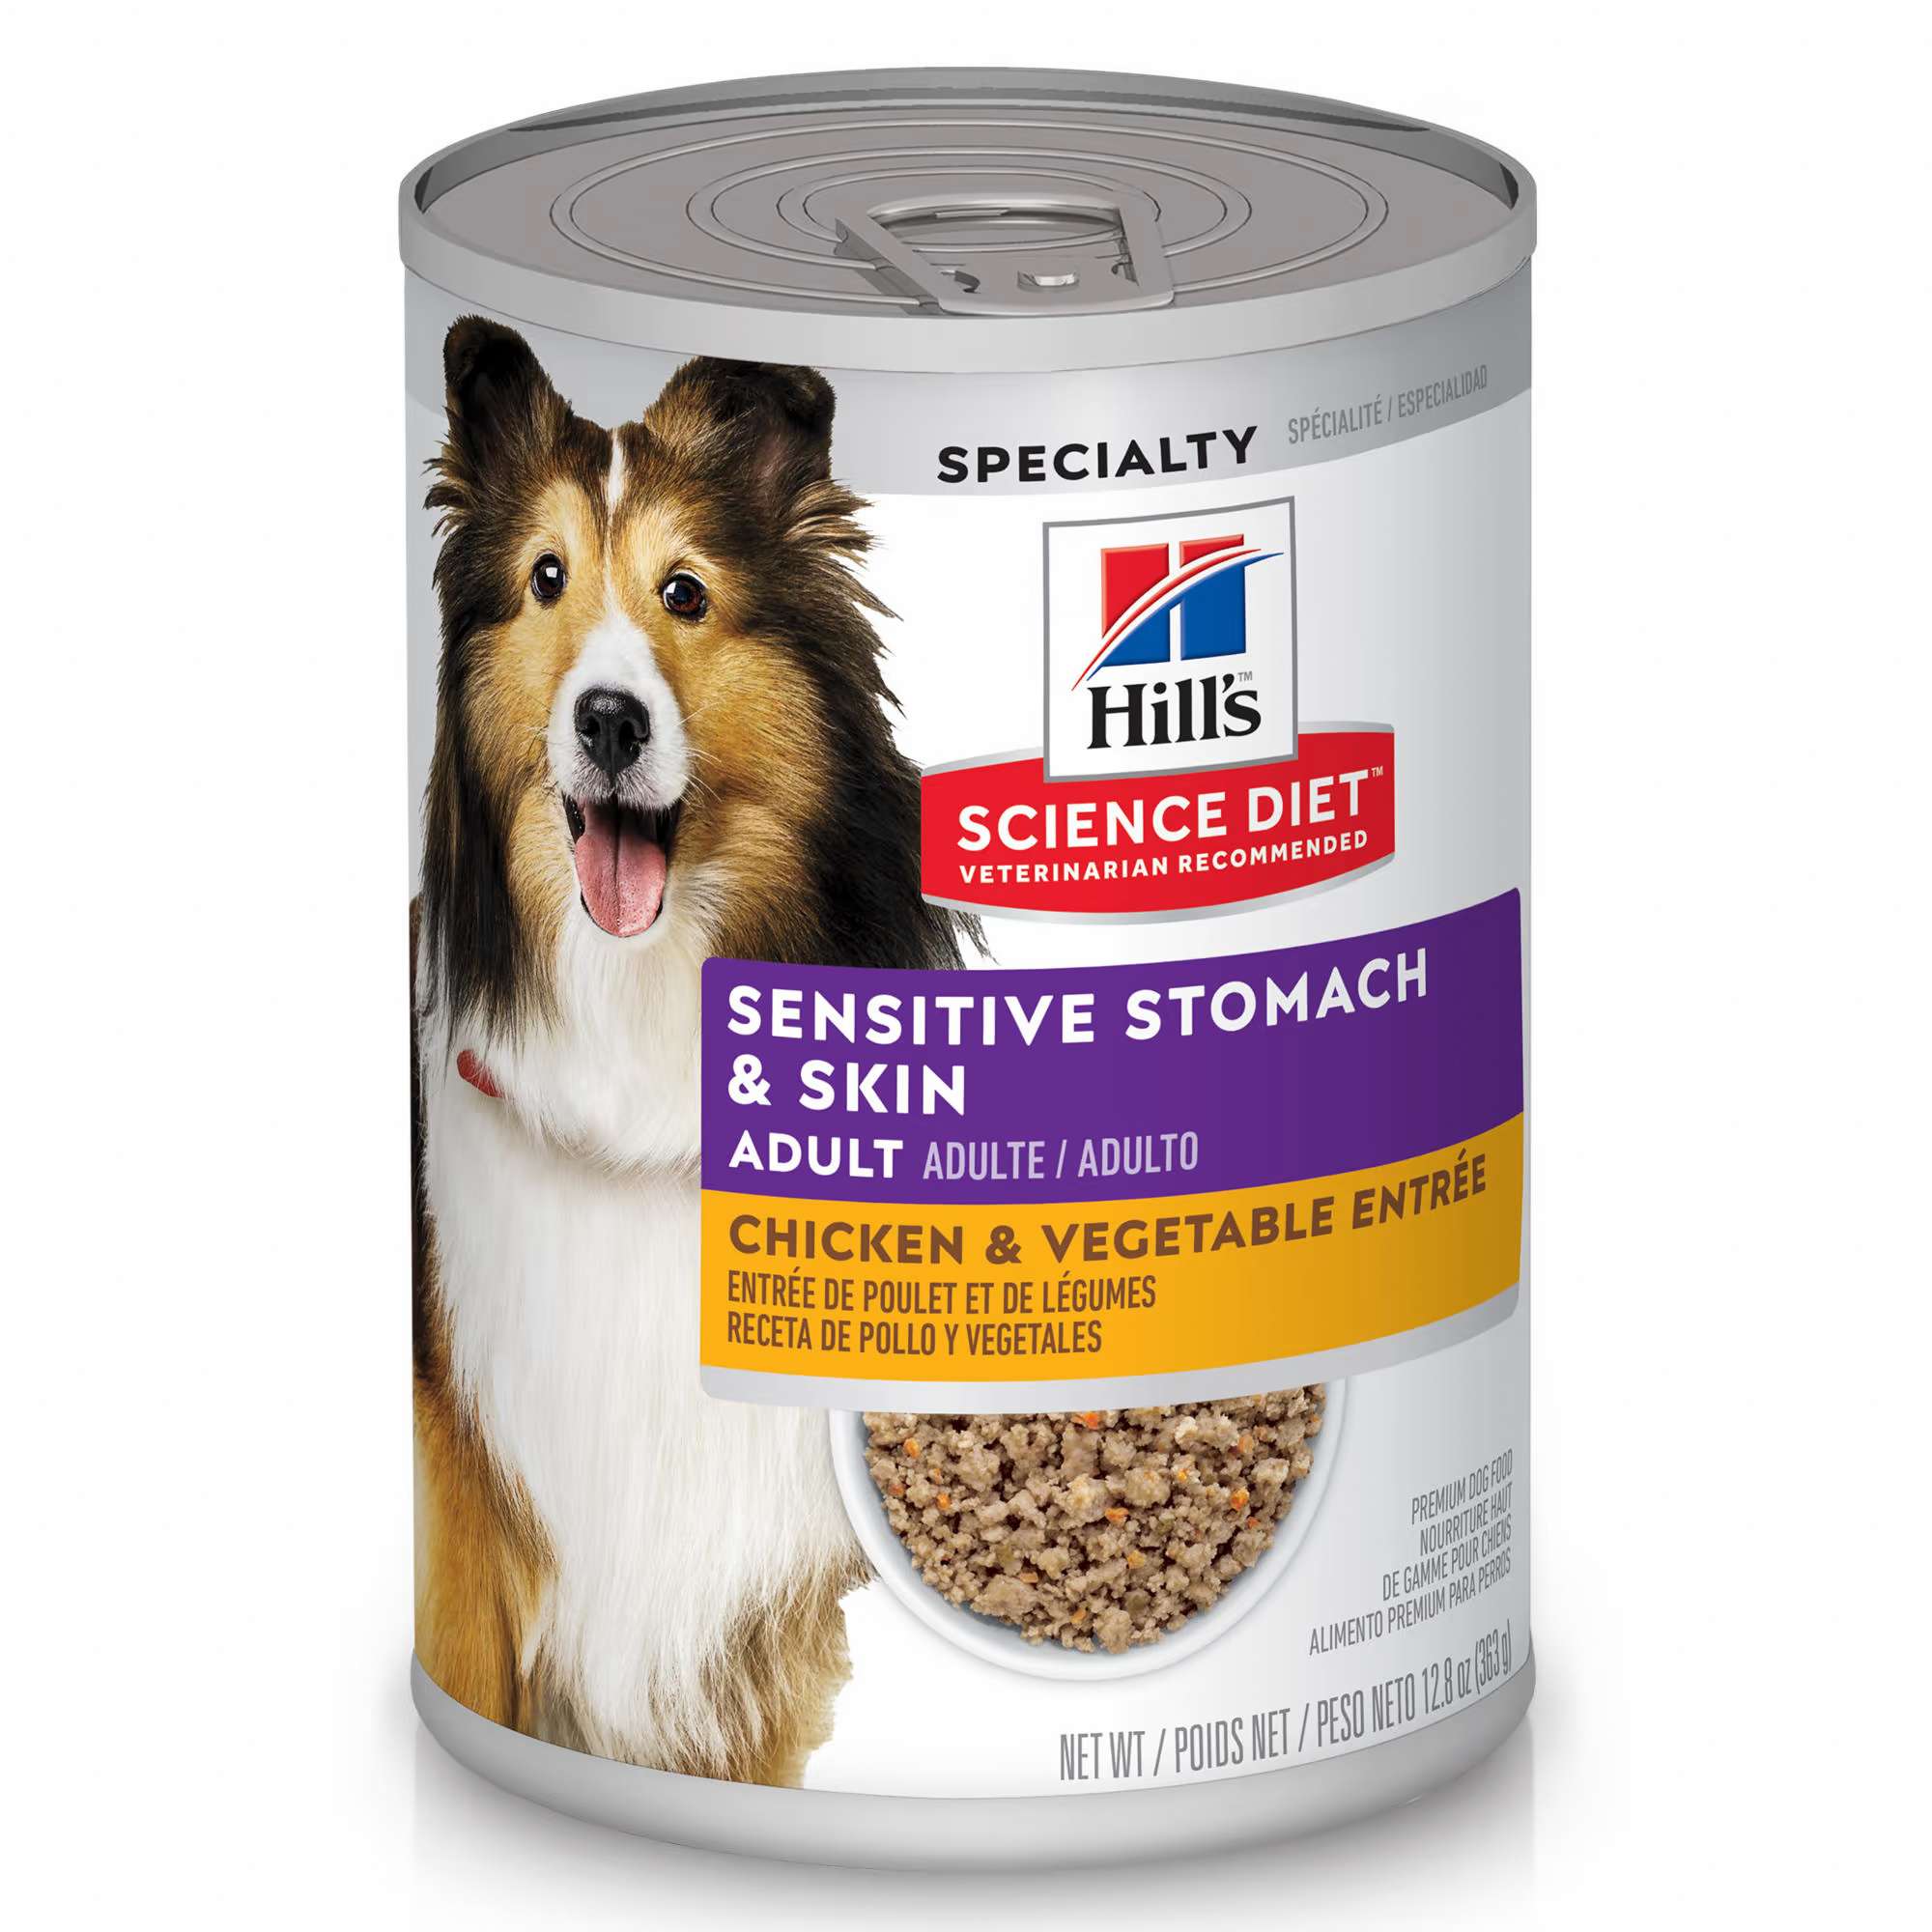 SPECIALTY SPÉCIALITÉ / ESPECIALIDAD
Hill's™
SCIENCE DIET™
VETERINARIAN RECOMMENDED
SENSITIVE STOMACH
& SKIN
ADULT ADULTE / ADULTO
CHICKEN & VEGETABLE ENTRÉE
ENTRÉE DE POULET ET DE LÉGUMES
RECETA DE POLLO Y VEGETALES
PREMIUM DOG FOOD
NOURRITURE HAUT
DE GAMME POUR CHIENS
ALIMENTO PREMIUM PARA PERROS
NET WT / POIDS NET / PESO NETO 12.8 oz (363 g)